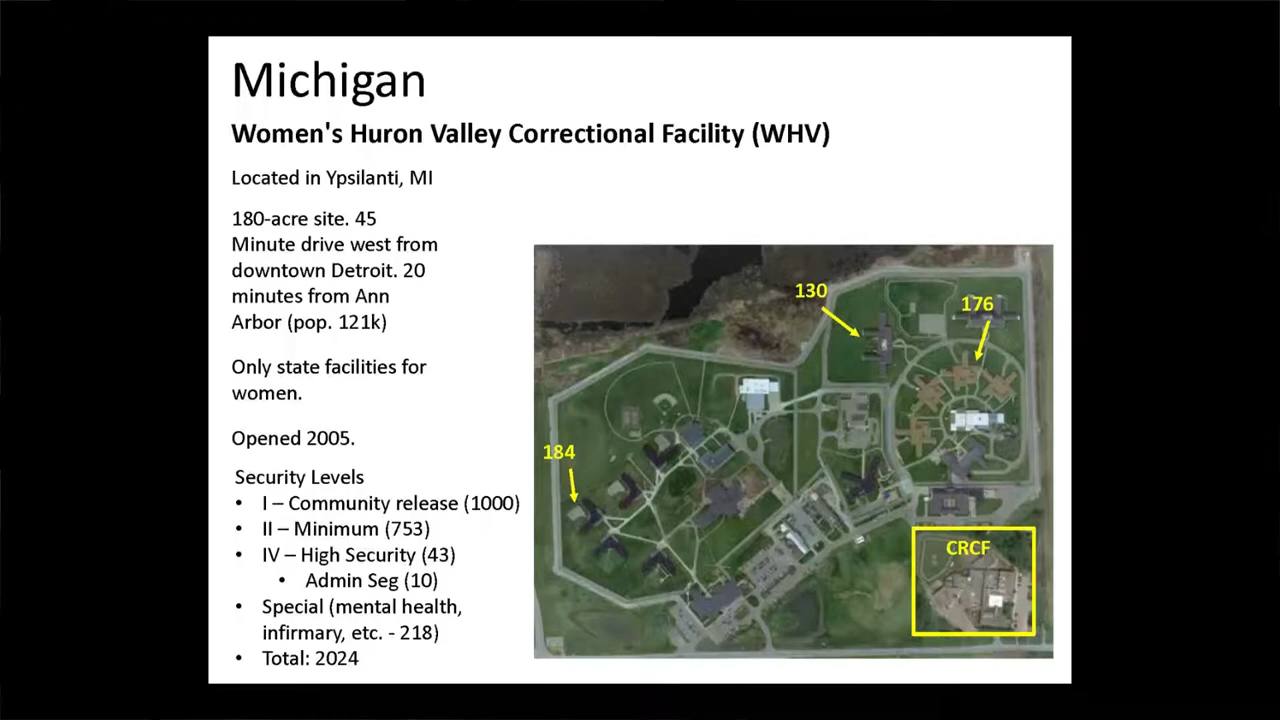 Michigan
Women's Huron Valley Correctional Facility (WHV)
Located in Ypsilanti, MI
180-acre site. 45
Minute drive west from
downtown Detroit. 20
minutes from Ann
Arbor (pop. 121k)
Only state facilities for
women.
Opened 2005.
Security Levels
• I – Community release (1000)
• II – Minimum (753)
• IV – High Security (43)
• Admin Seg (10)
• Special (mental health,
infirmary, etc. - 218)
• Total: 2024
130
176
184
CRCF